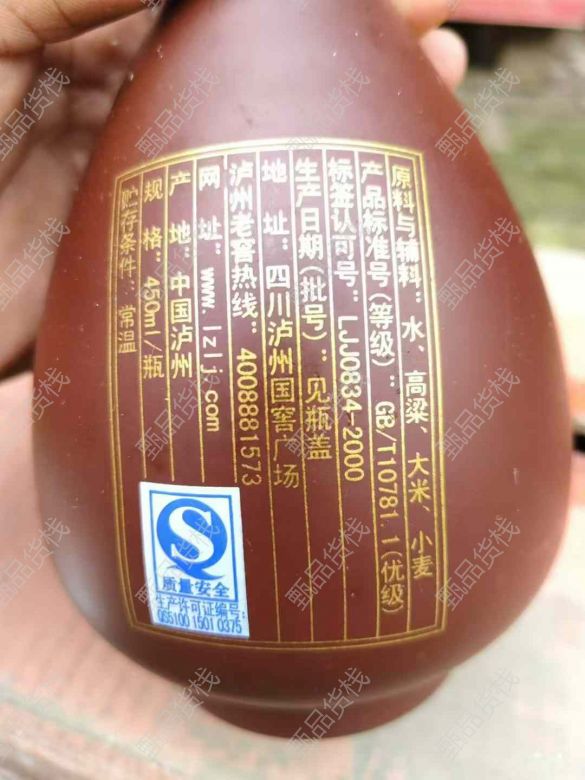 原料与辅料：水、高粱、大米、小麦
产品标准号(等级)：GB/T10781.1(优级)
标签认可号：LJJ0834-2000
生产日期(批号)：见瓶盖
地址：四川泸州国窖广场
泸州老窖热线：4008881573
网址：www.lzlj.com
产地：中国泸州
规格：450ml/瓶
贮存条件：常温
质量安全
生产许可证编号：
QS5100 1501 0375
甄品货栈